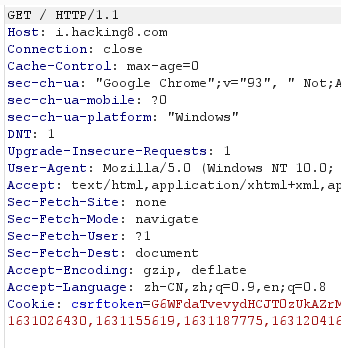 GET / HTTP/1.1
Host: i.hacking8.com
Connection: close
Cache-Control: max-age=0
sec-ch-ua: "Google Chrome";v="93", " Not;A
sec-ch-ua-mobile: ?0
sec-ch-ua-platform: "Windows"
DNT: 1
Upgrade-Insecure-Requests: 1
User-Agent: Mozilla/5.0 (Windows NT 10.0;
Accept: text/html,application/xhtml+xml,ap
Sec-Fetch-Site: none
Sec-Fetch-Mode: navigate
Sec-Fetch-User: ?1
Sec-Fetch-Dest: document
Accept-Encoding: gzip, deflate
Accept-Language: zh-CN,zh;q=0.9,en;q=0.8
Cookie: csrftoken=G6WFdaTvevydHCJT0zUkAZrM
1631026430,1631155619,1631187775,163120416